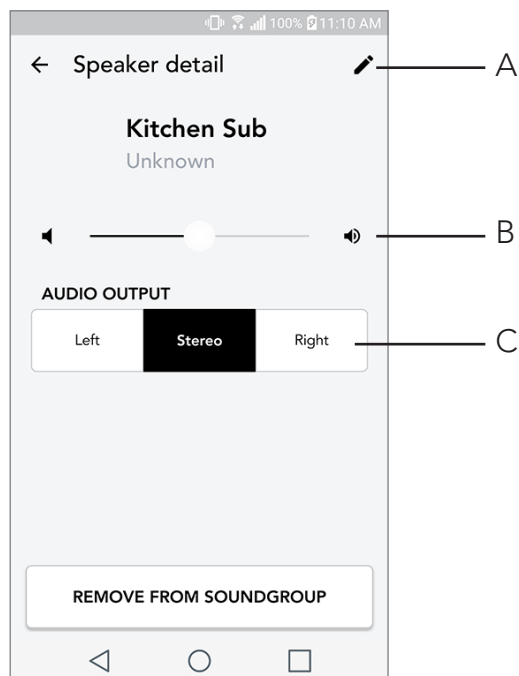 100% 11:10 AM
Speaker detail
A
Kitchen Sub
Unknown
B
AUDIO OUTPUT
Left Stereo Right
C
REMOVE FROM SOUNDGROUP